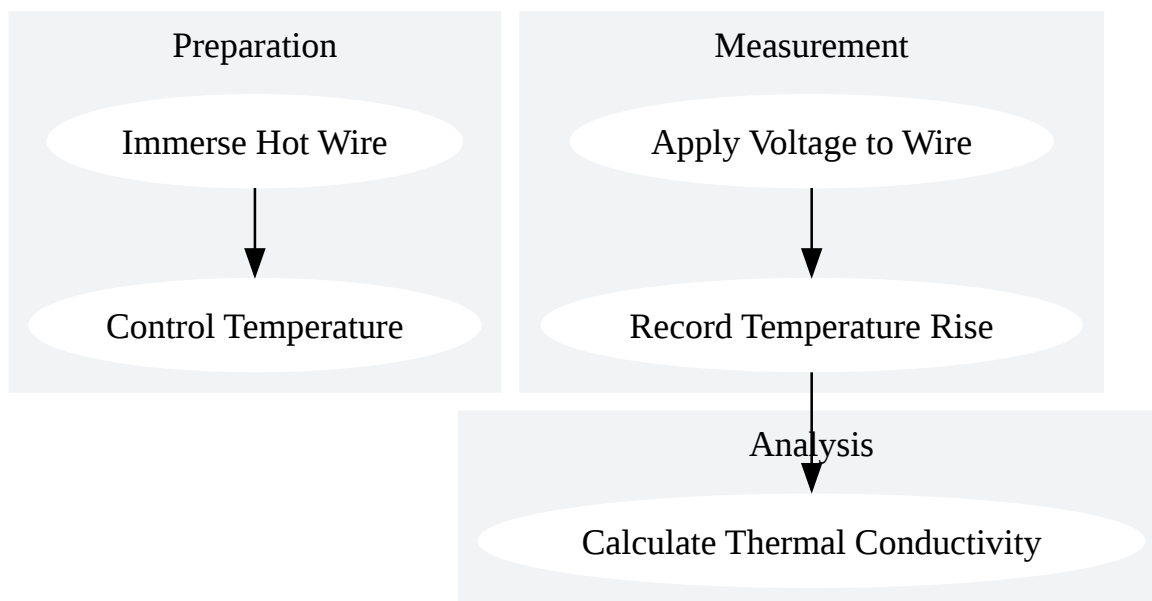 Preparation
Immerse Hot Wire
Control Temperature
Measurement
Apply Voltage to Wire
Record Temperature Rise
Analysis
Calculate Thermal Conductivity